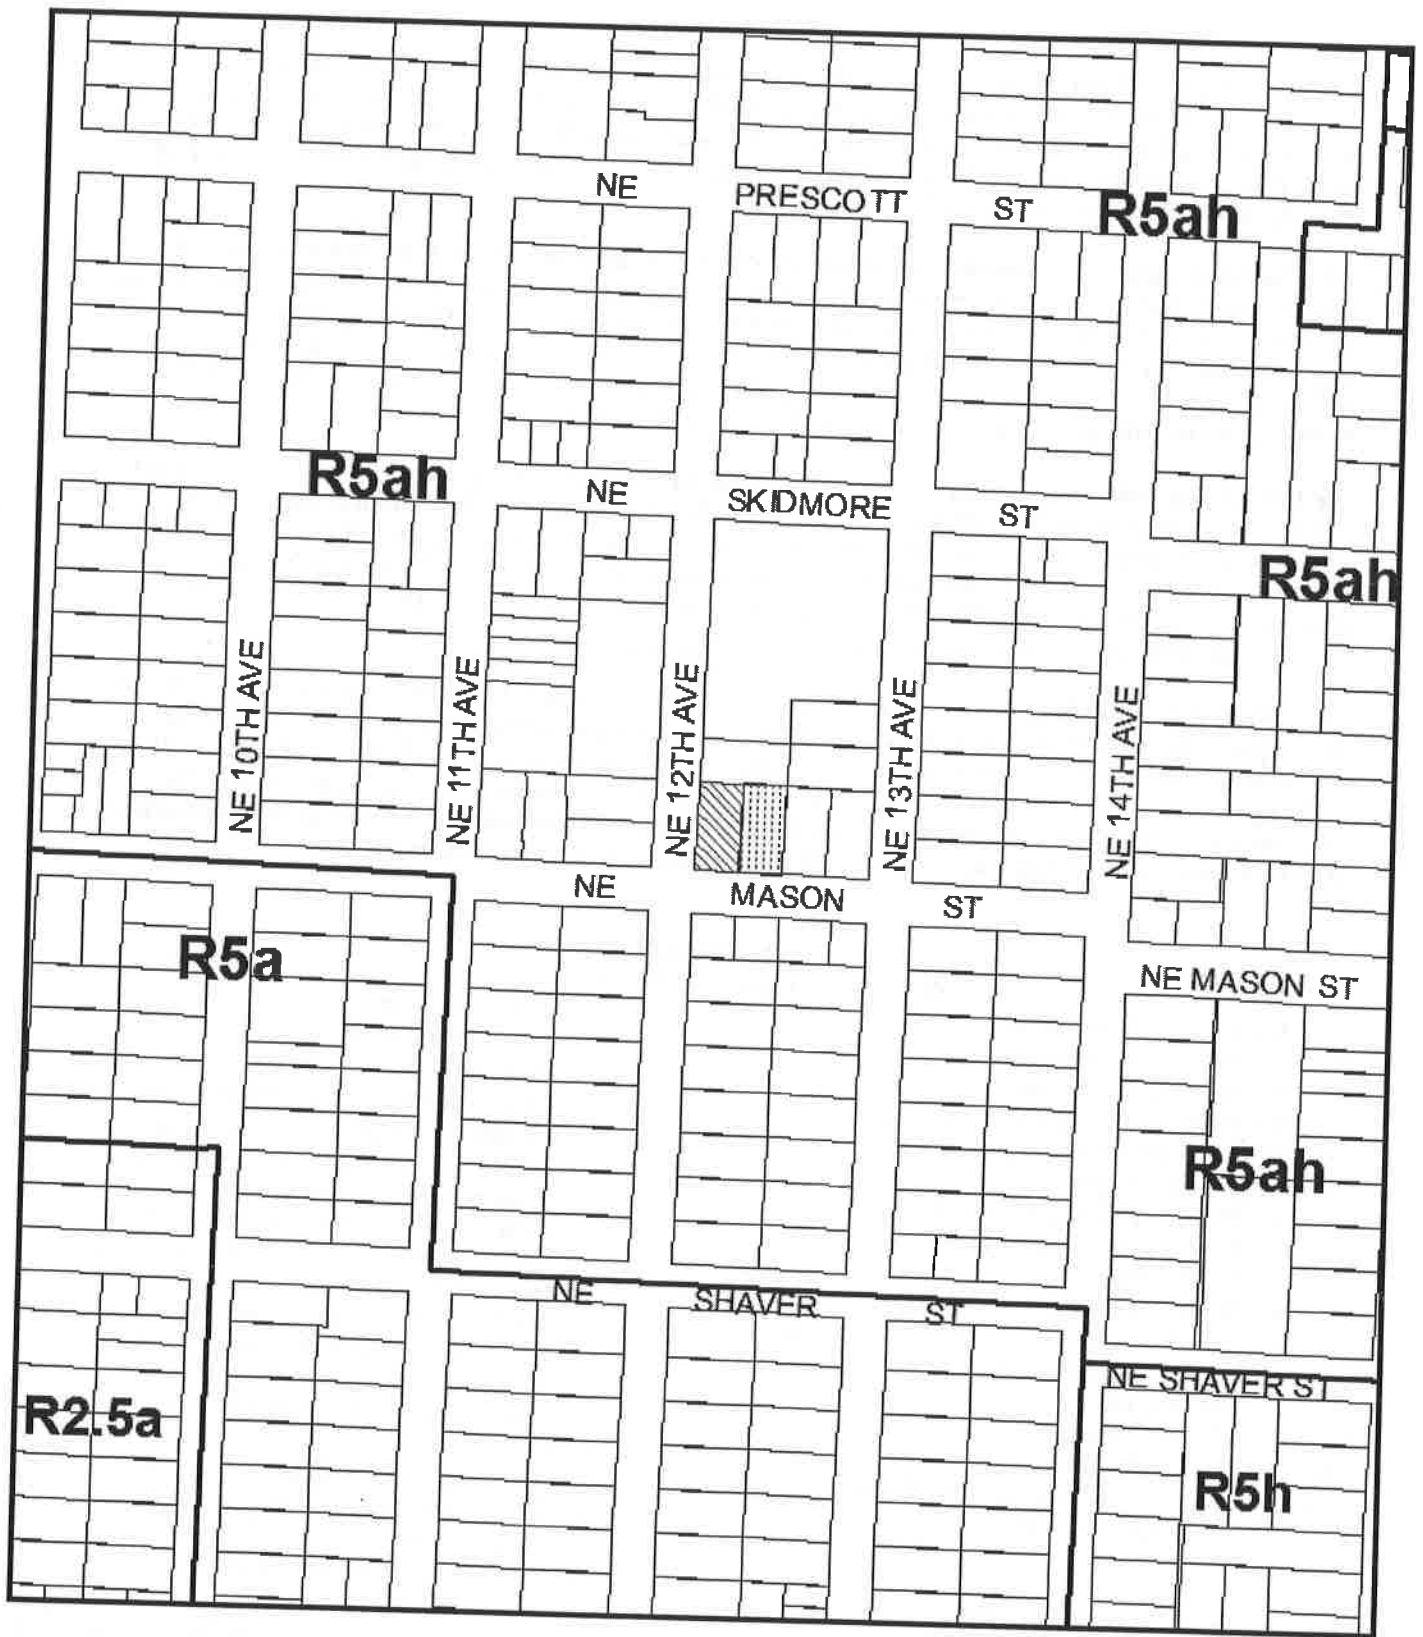 NE PRESCOTT ST
R5ah
R5ah
NE SKIDMORE ST
R5ah
NE 10TH AVE
NE 11TH AVE
NE 12TH AVE
NE 13TH AVE
NE 14TH AVE
NE MASON ST
R5a
NE MASON ST
R5ah
NE SHAVER ST
NE SHAVER ST
R2.5a
R5h